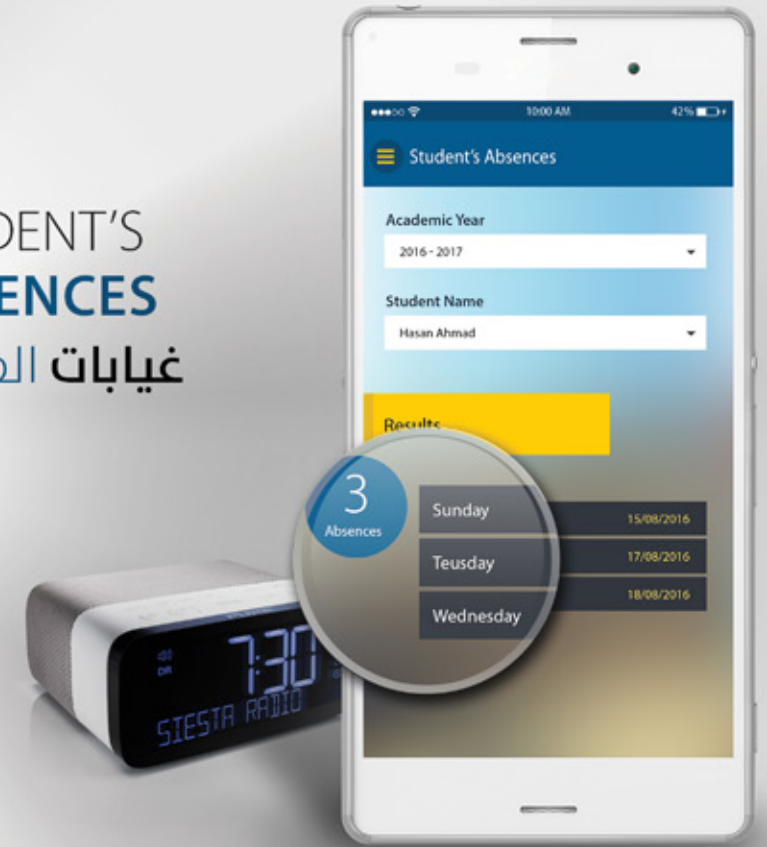 DENT'S
ENCES
غيابات
10:00 AM
42%
Student's Absences
Academic Year
2016 - 2017
Student Name
Hasan Ahmad
Results
3
Absences
Sunday
15/08/2016
Teusday
17/08/2016
Wednesday
18/08/2016
7:30
SIESTA RADIO